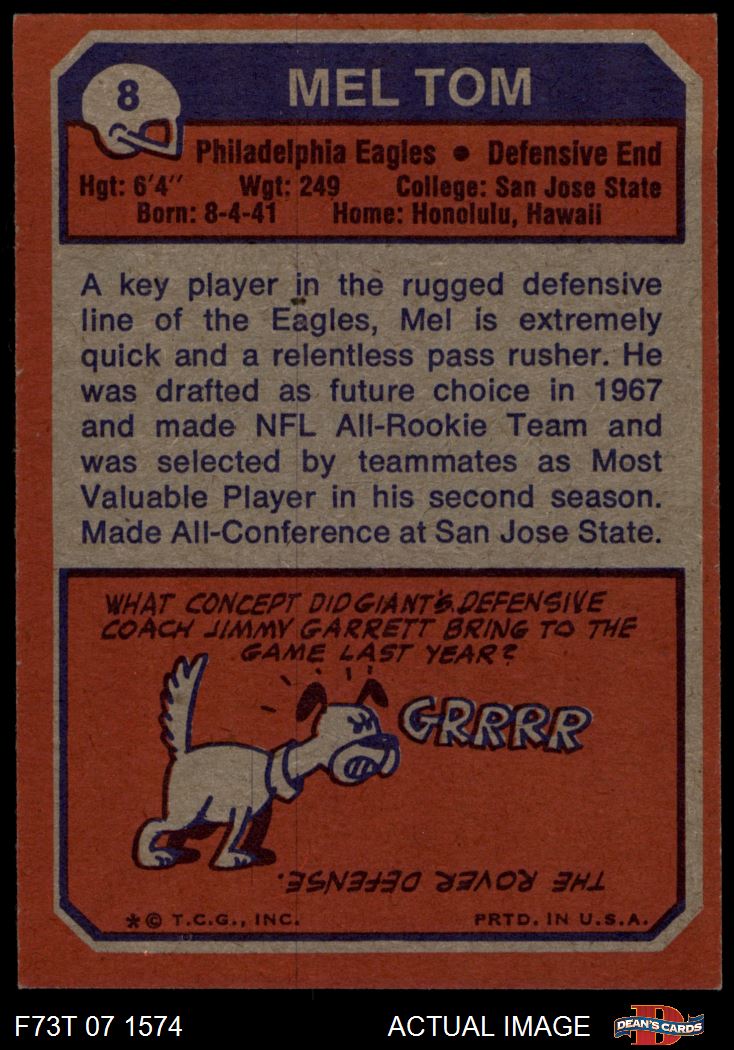 8
MEL TOM
Philadelphia Eagles • Defensive End
Hgt: 6'4" Wgt: 249 College: San Jose State
Born: 8-4-41 Home: Honolulu, Hawaii
A key player in the rugged defensive
line of the Eagles, Mel is extremely
quick and a relentless pass rusher. He
was drafted as future choice in 1967
and made NFL All-Rookie Team and
was selected by teammates as Most
Valuable Player in his second season.
Made All-Conference at San Jose State.
WHAT CONCEPT DID GIANT'S DEFENSIVE
COACH JIMMY GARRETT BRING TO THE
GAME LAST YEAR?
GRRRR
THE ROVER DEFENSE.
*© T.C.G., INC. PRTD. IN U.S.A.
F73T 07 1574 ACTUAL IMAGE
D
DEAN'S CARDS